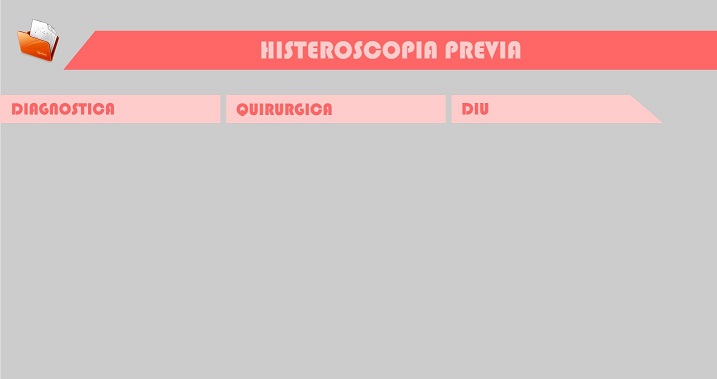 HISTEROSCOPIA PREVIA
DIAGNOSTICA QUIRURGICA DIU